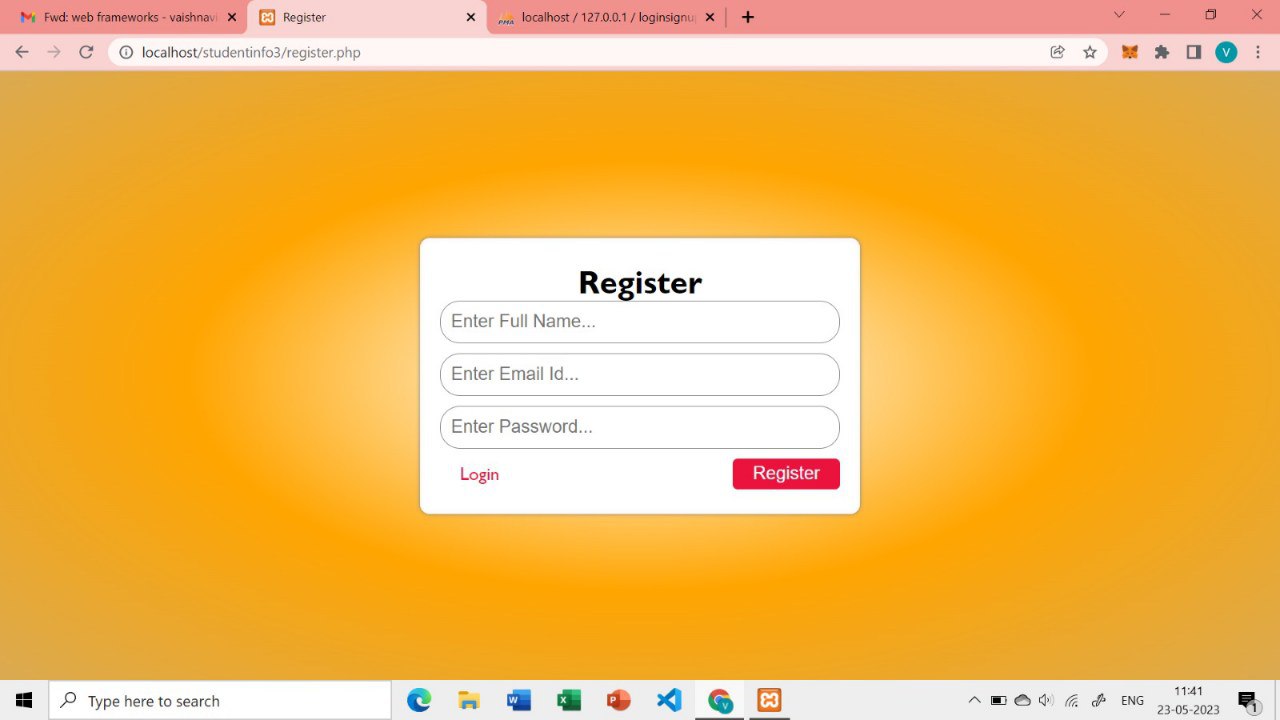 Fwd: web frameworks - vaishnavi
Register
localhost / 127.0.0.1 / loginsignu
localhost/studentinfo3/register.php
V
Register
Enter Full Name...
Enter Email Id...
Enter Password...
Login
Register
Type here to search
ENG
11:41
23-05-2023
1